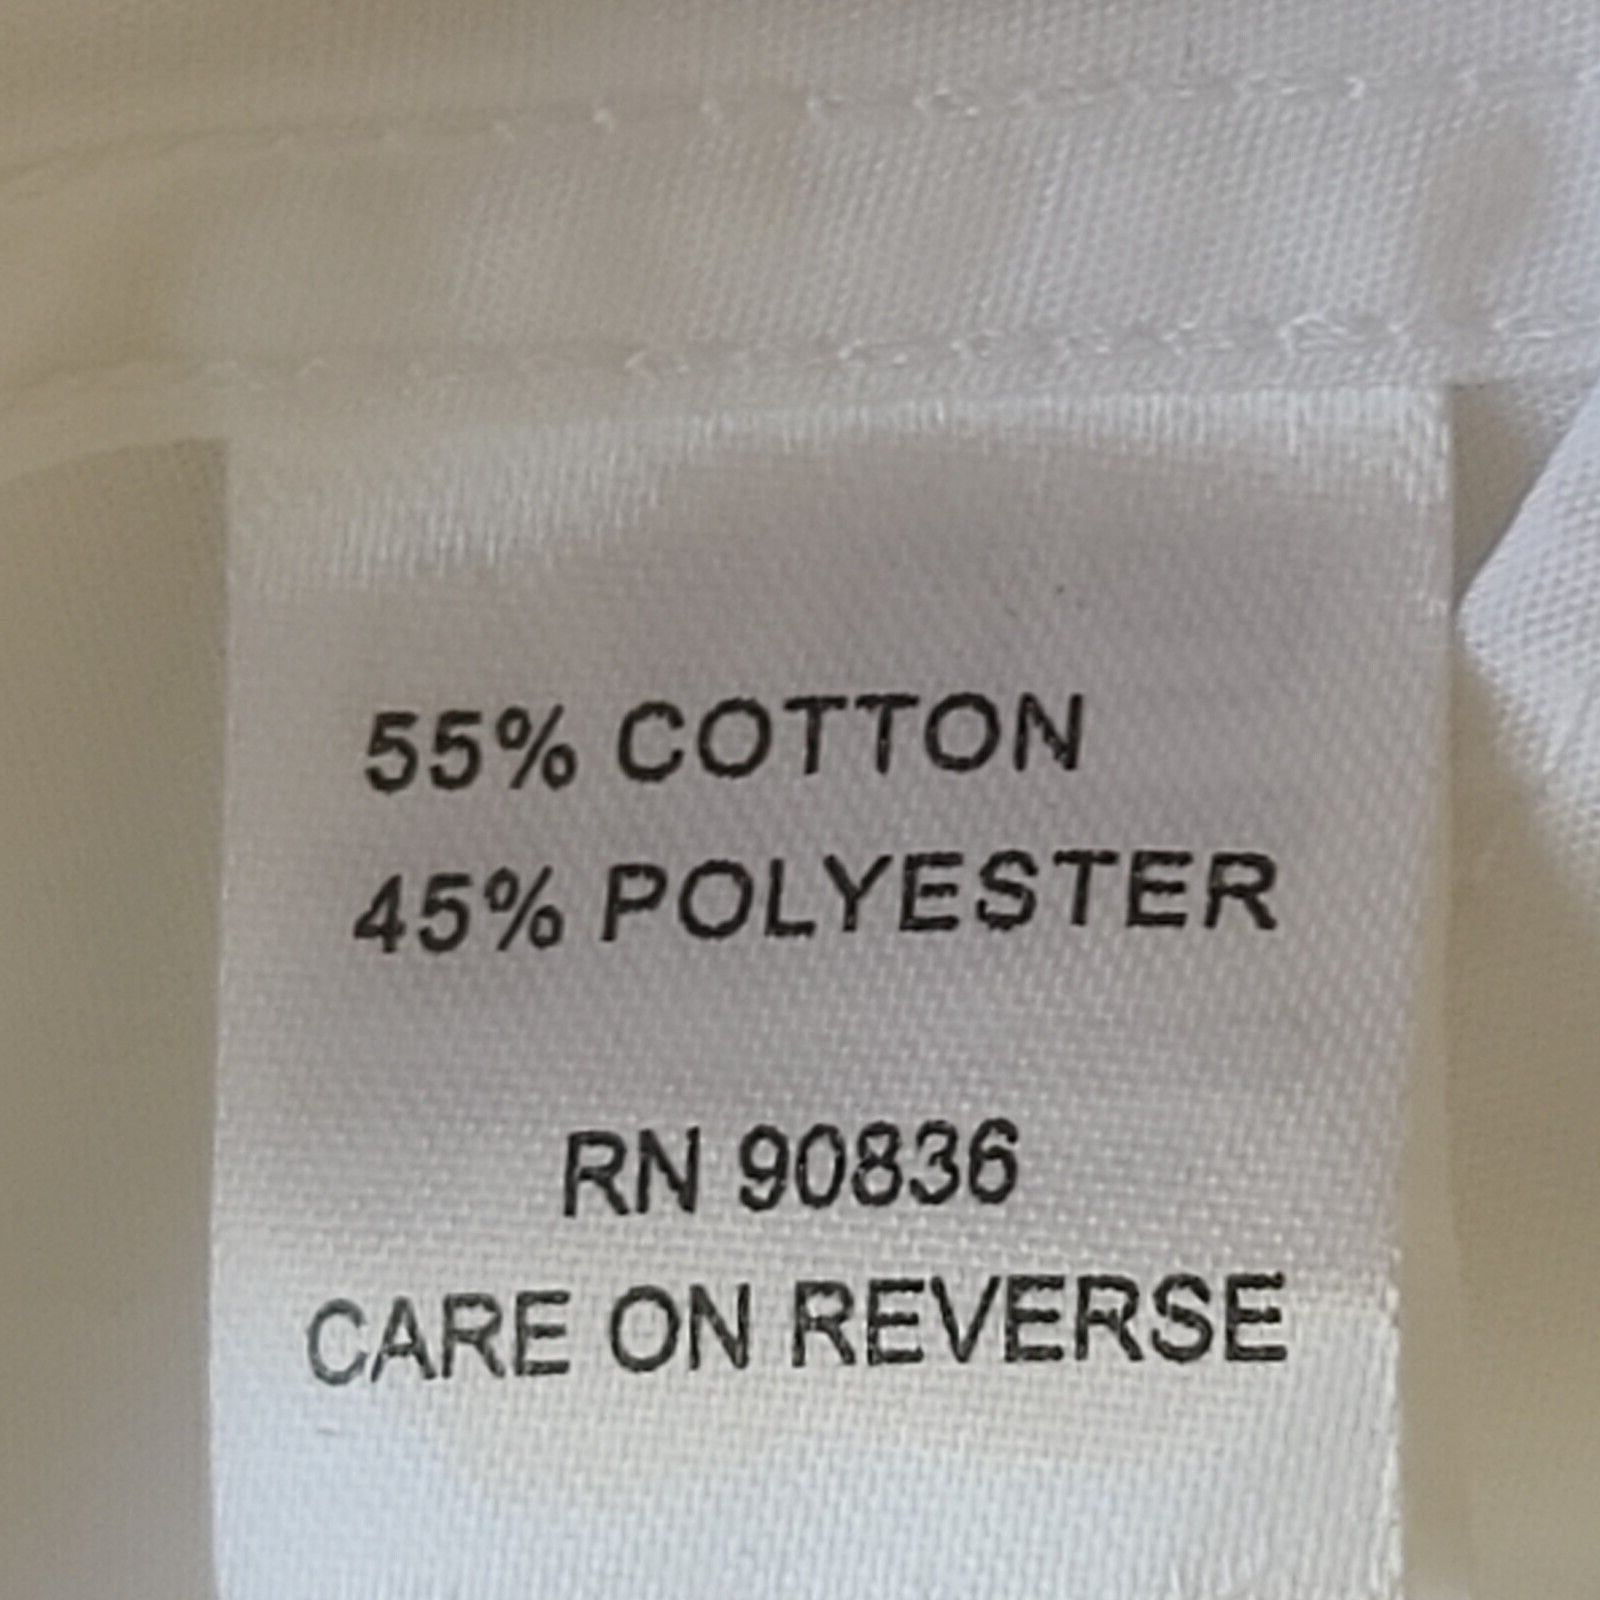 55% COTTON
45% POLYESTER
RN 90836
CARE ON REVERSE